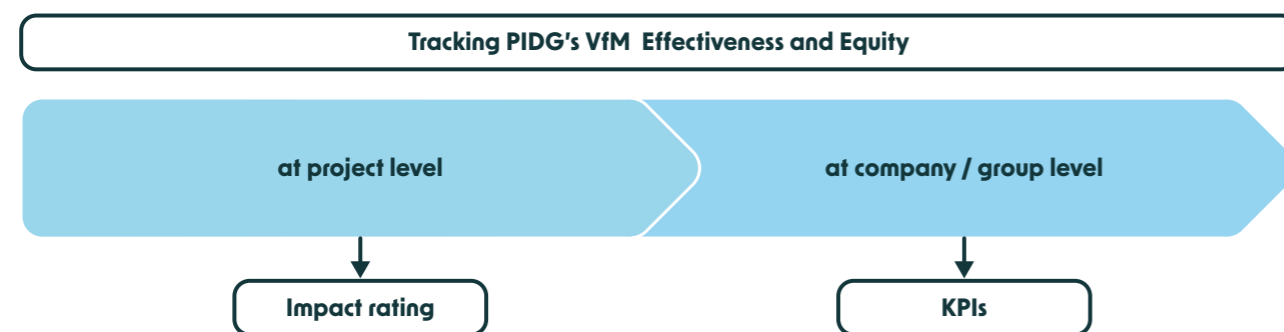 Tracking PIDG's VfM Effectiveness and Equity
at project level
at company / group level
Impact rating
KPIs